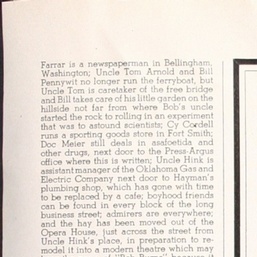 Farrar is a newspaperman in Bellingham,
Washington; Uncle Tom Arnold and Bill
Pennywit no longer run the ferryboat, but
Uncle Tom is caretaker of the free bridge
and Bill takes care of his little garden on the
hillside not far from where Bob's uncle
started the rock to rolling in an experiment
that was to astound scientists; Cy Cordell
runs a sporting goods store in Fort Smith;
Doc Meier still deals in asafoetida and
other drugs, next door to the Press-Argus
office where this is written; Uncle Hink is
assistant manager of the Oklahoma Gas and
Electric Company next door to Hayman's
plumbing shop, which has gone with time
to be replaced by a cafe; boyhood friends
can be found in every block of the long
business street; admirers are everywhere;
and the hay has been moved out of the
Opera House, just across the street from
Uncle Hink's place, in preparation to re-
model it into a modern theatre which may